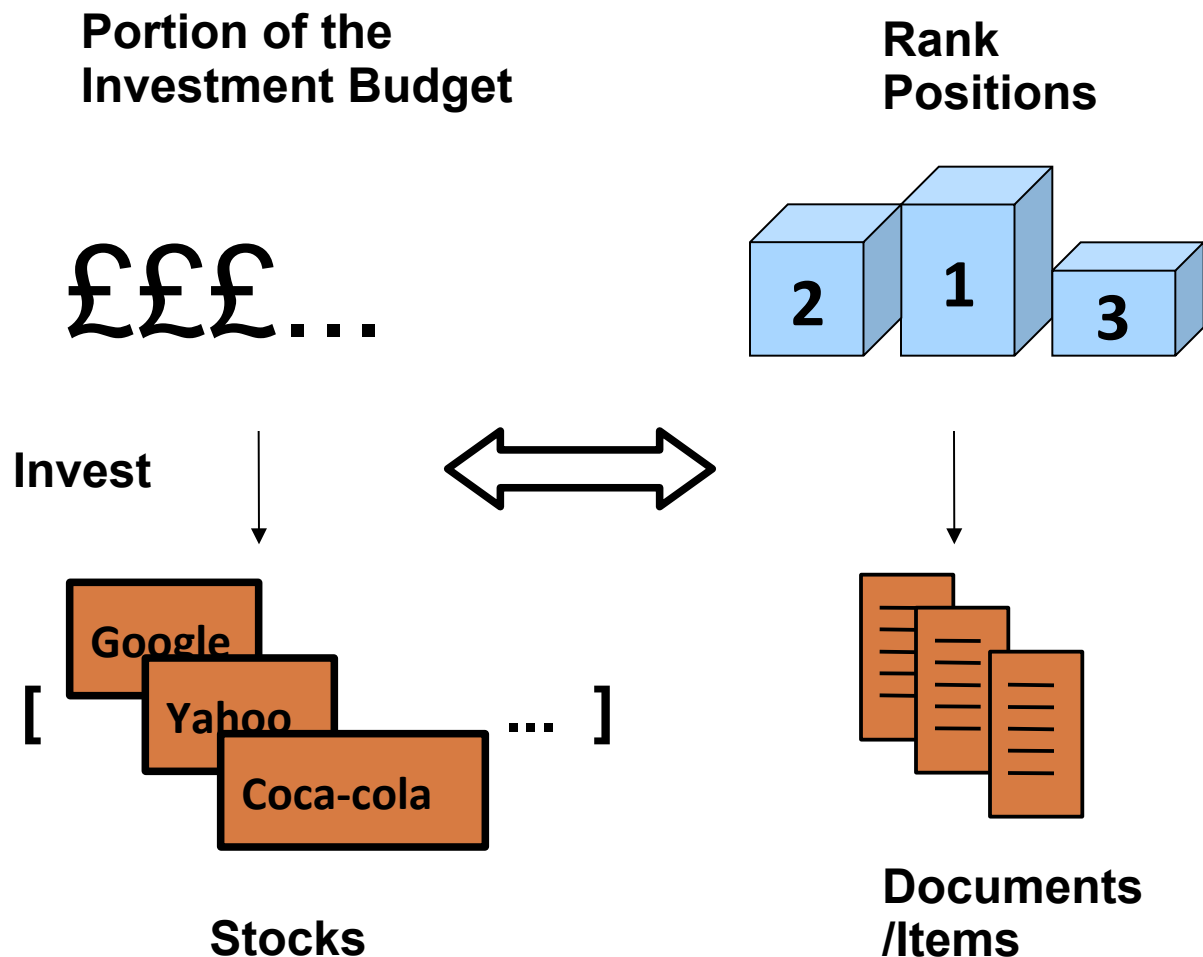 Portion of the
Investment Budget
Rank
Positions
£££...
2
1
3
Invest
[
Google
Yahoo
Coca-cola
...
]
Stocks
Documents
/Items